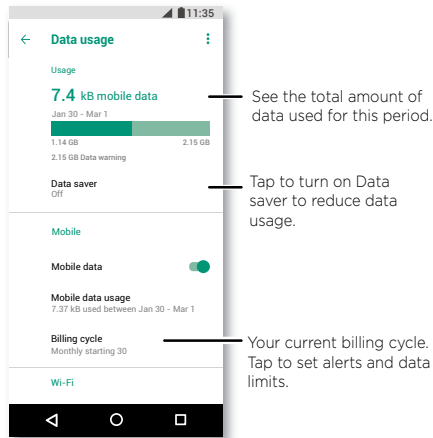 11:35
Data usage
Usage
7.4 kB mobile data
Jan 30 - Mar 1
1.14 GB 2.15 GB
2.15 GB Data warning
Data saver
Off
Mobile
Mobile data
Mobile data usage
7.37 kB used between Jan 30 - Mar 1
Billing cycle
Monthly starting 30
Wi-Fi
See the total amount of
data used for this period.
Tap to turn on Data
saver to reduce data
usage.
Your current billing cycle.
Tap to set alerts and data
limits.